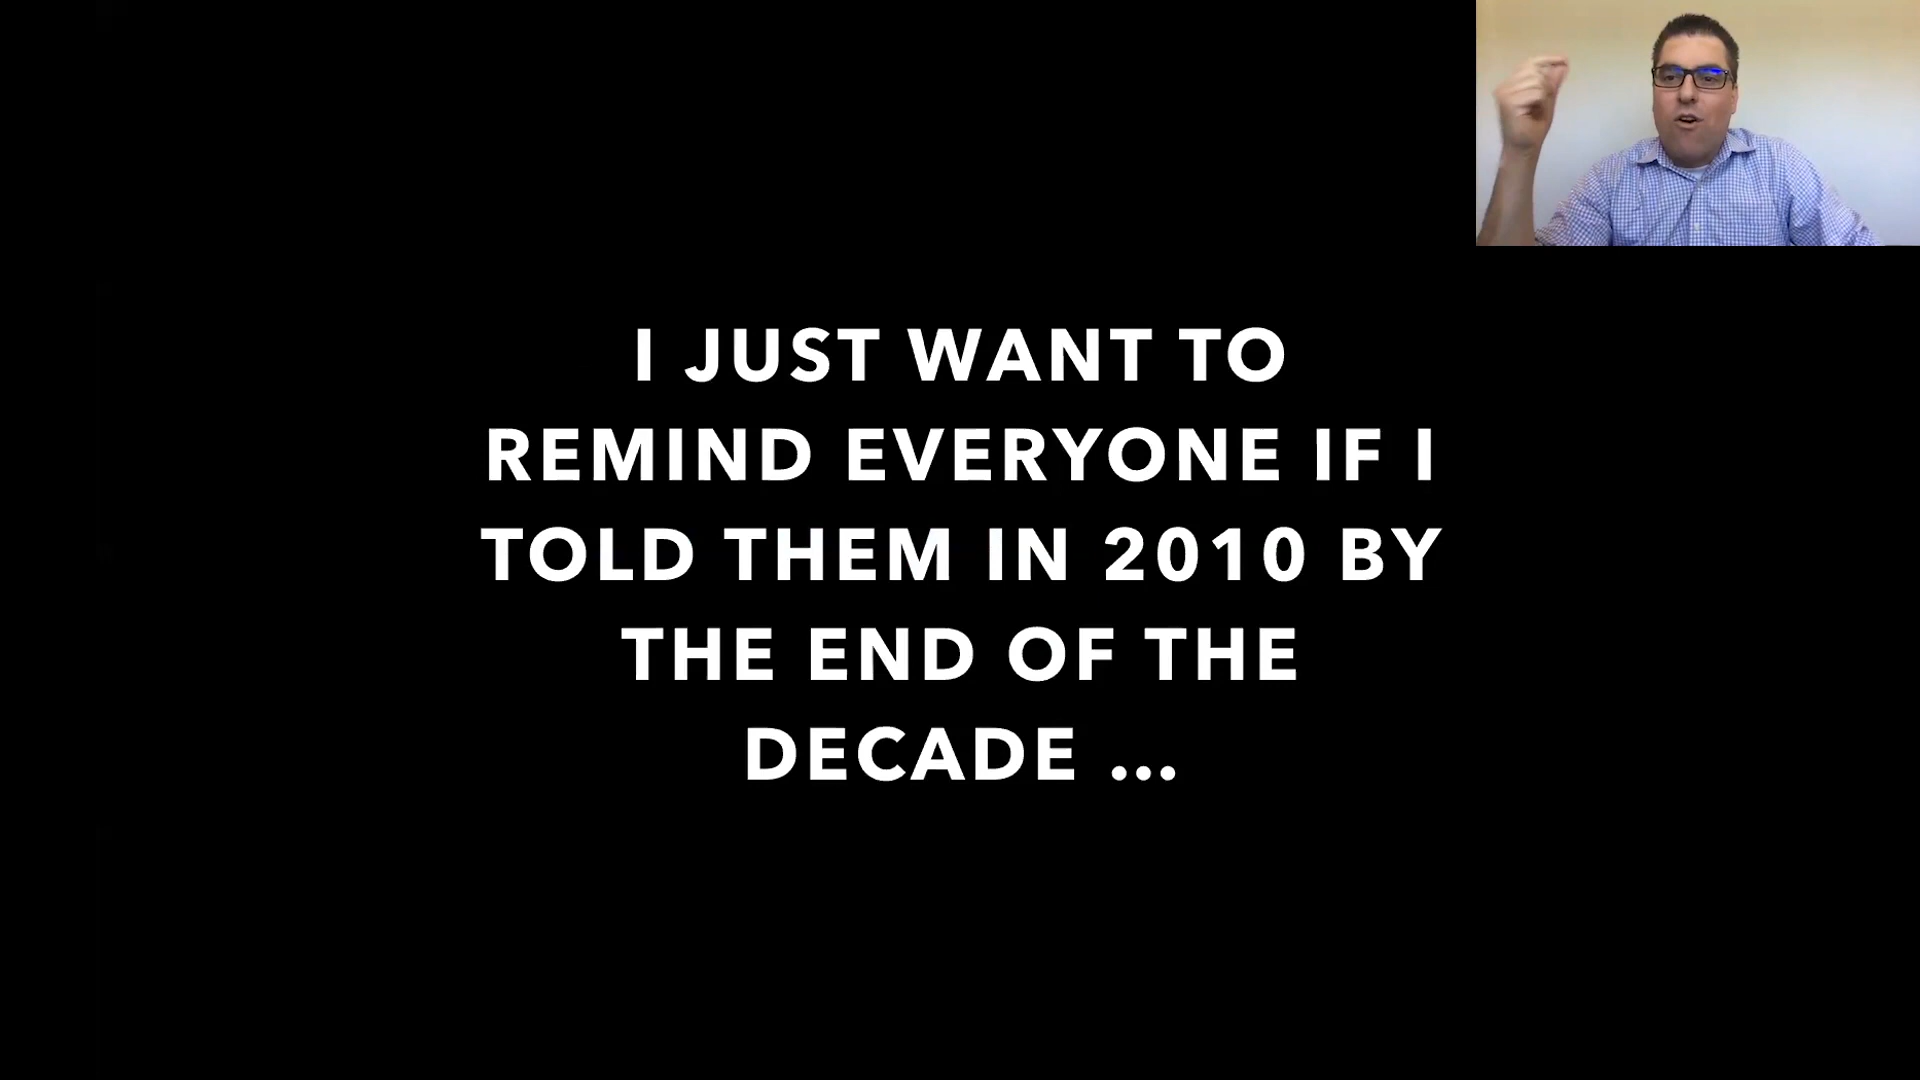 I JUST WANT TO
REMIND EVERYONE IF I
TOLD THEM IN 2010 BY
THE END OF THE
DECADE ...